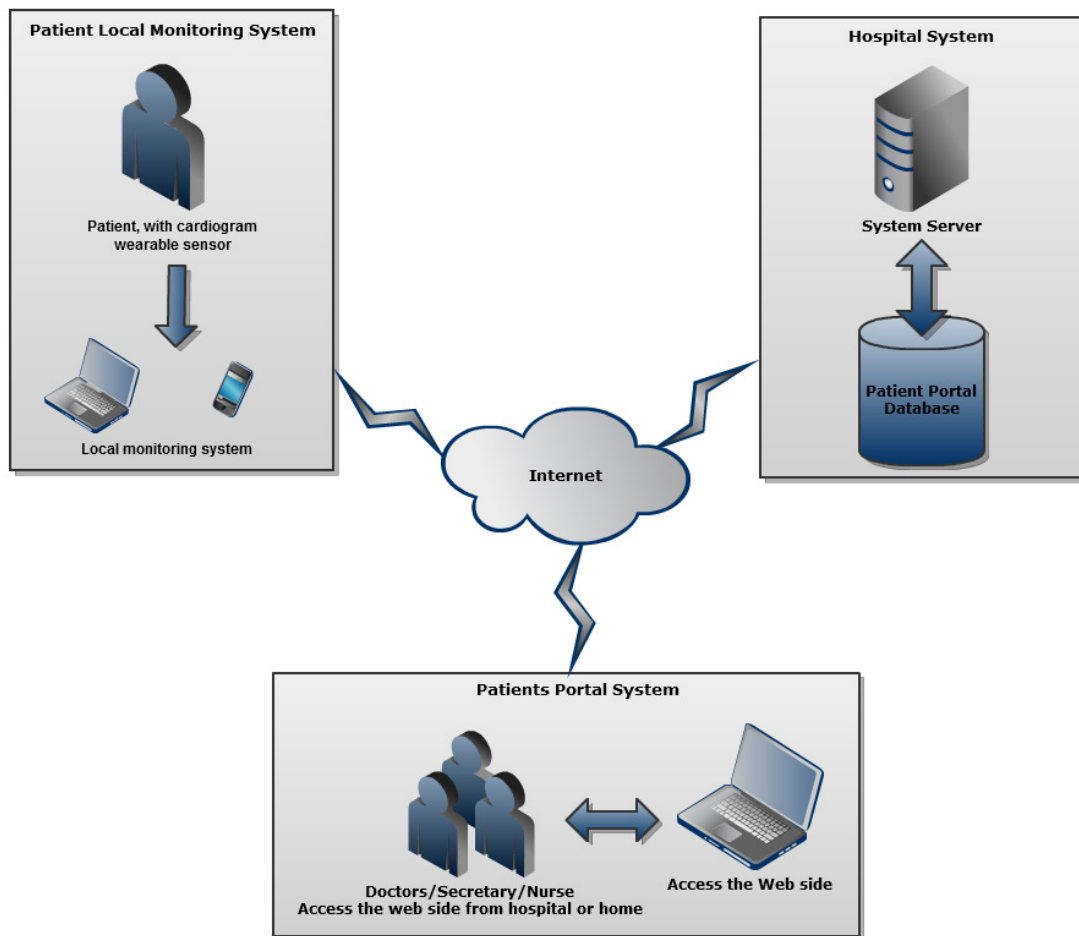 Patient Local Monitoring System
Patient, with cardiogram
wearable sensor
Local monitoring system
Hospital System
System Server
Patient Portal
Database
Internet
Patients Portal System
Doctors/Secretary/Nurse
Access the web side from hospital or home
Access the Web side